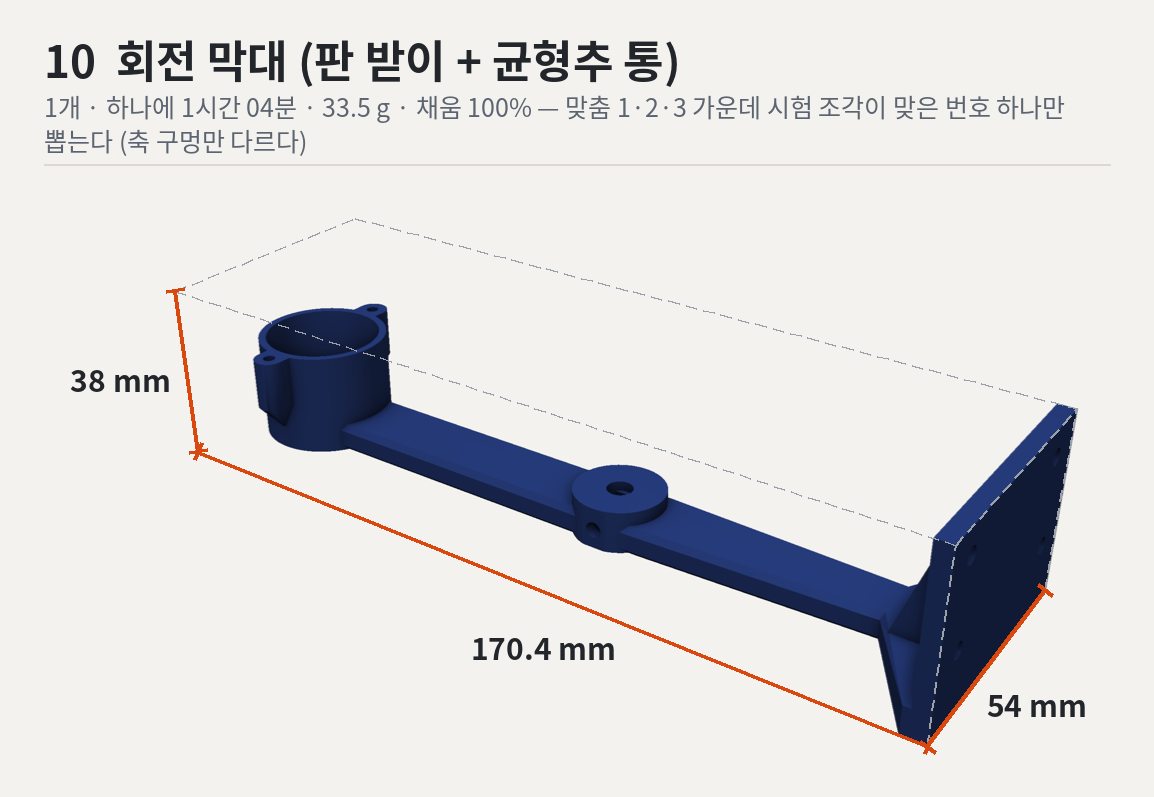 10 회전 막대 (판 받이 + 균형추 통)
1개 · 하나에 1시간 04분 · 33.5 g · 채움 100% — 맞춤 1·2·3 가운데 시험 조각이 맞은 번호 하나만
뽑는다 (축 구멍만 다르다)
38 mm
170.4 mm
54 mm